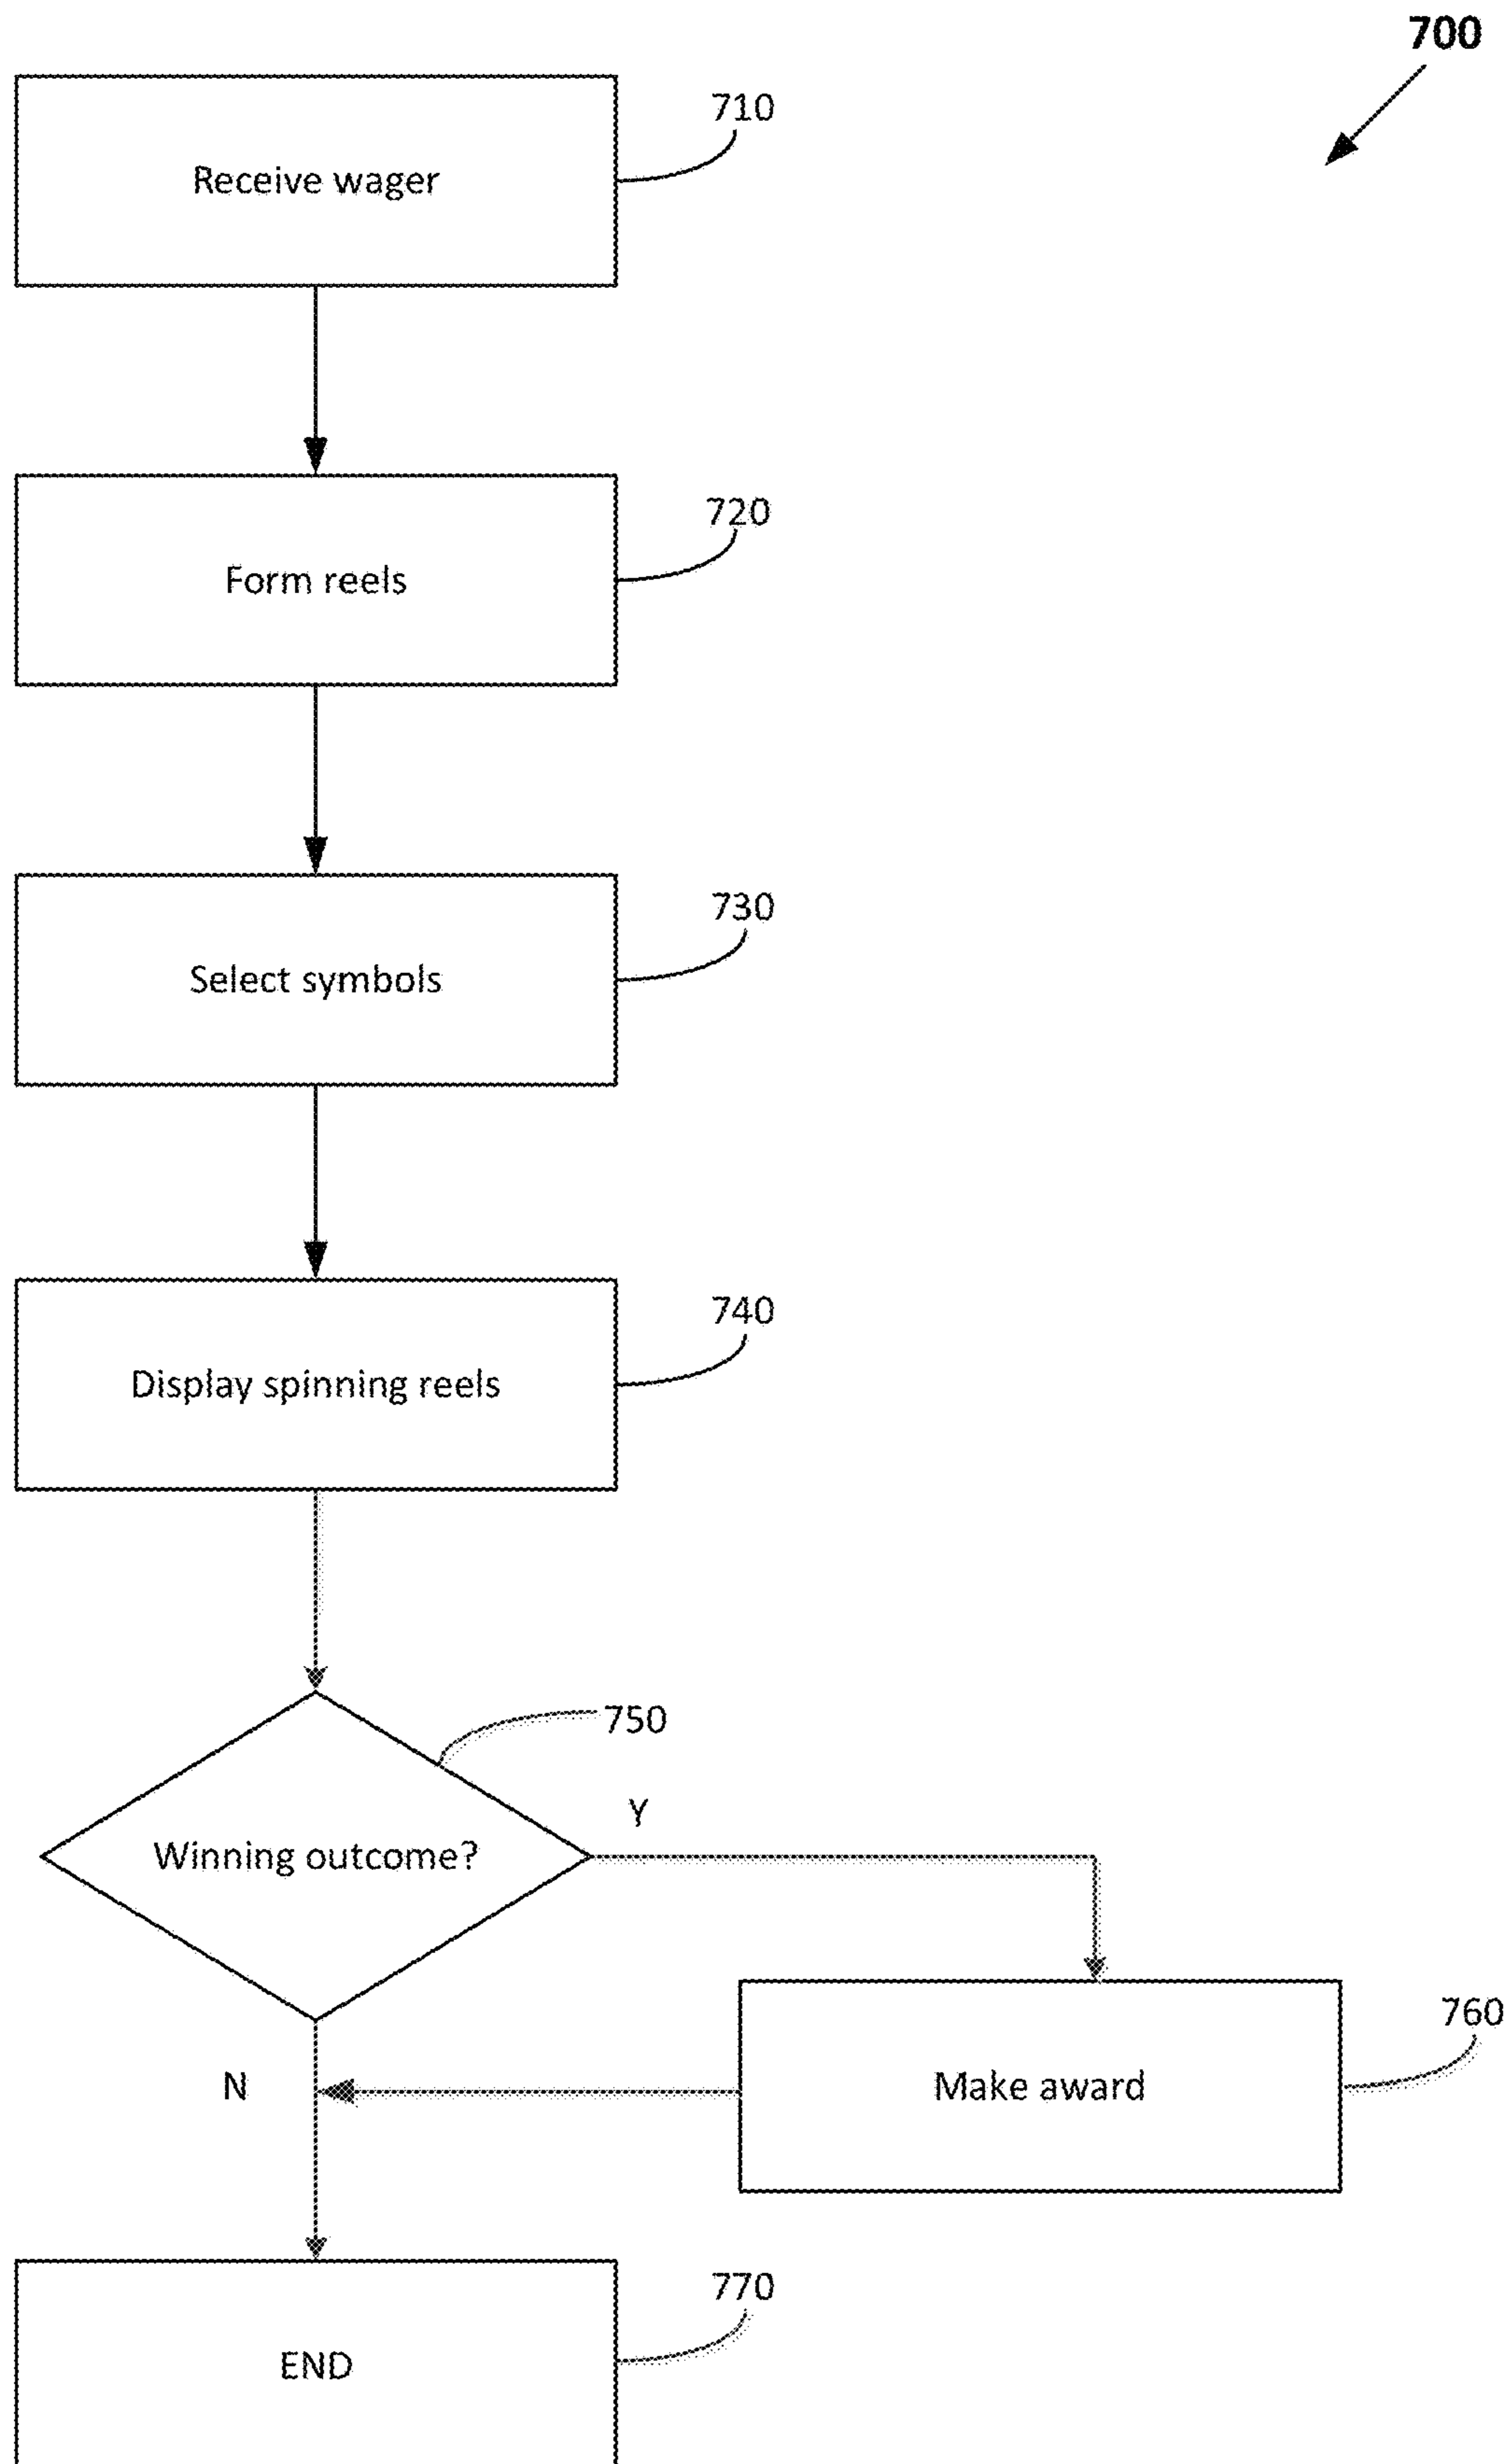 700
710
Receive wager
720
Form reels
730
Select symbols
740
Display spinning reels
750
Y
Winning outcome?
760
N
Make award
770
END